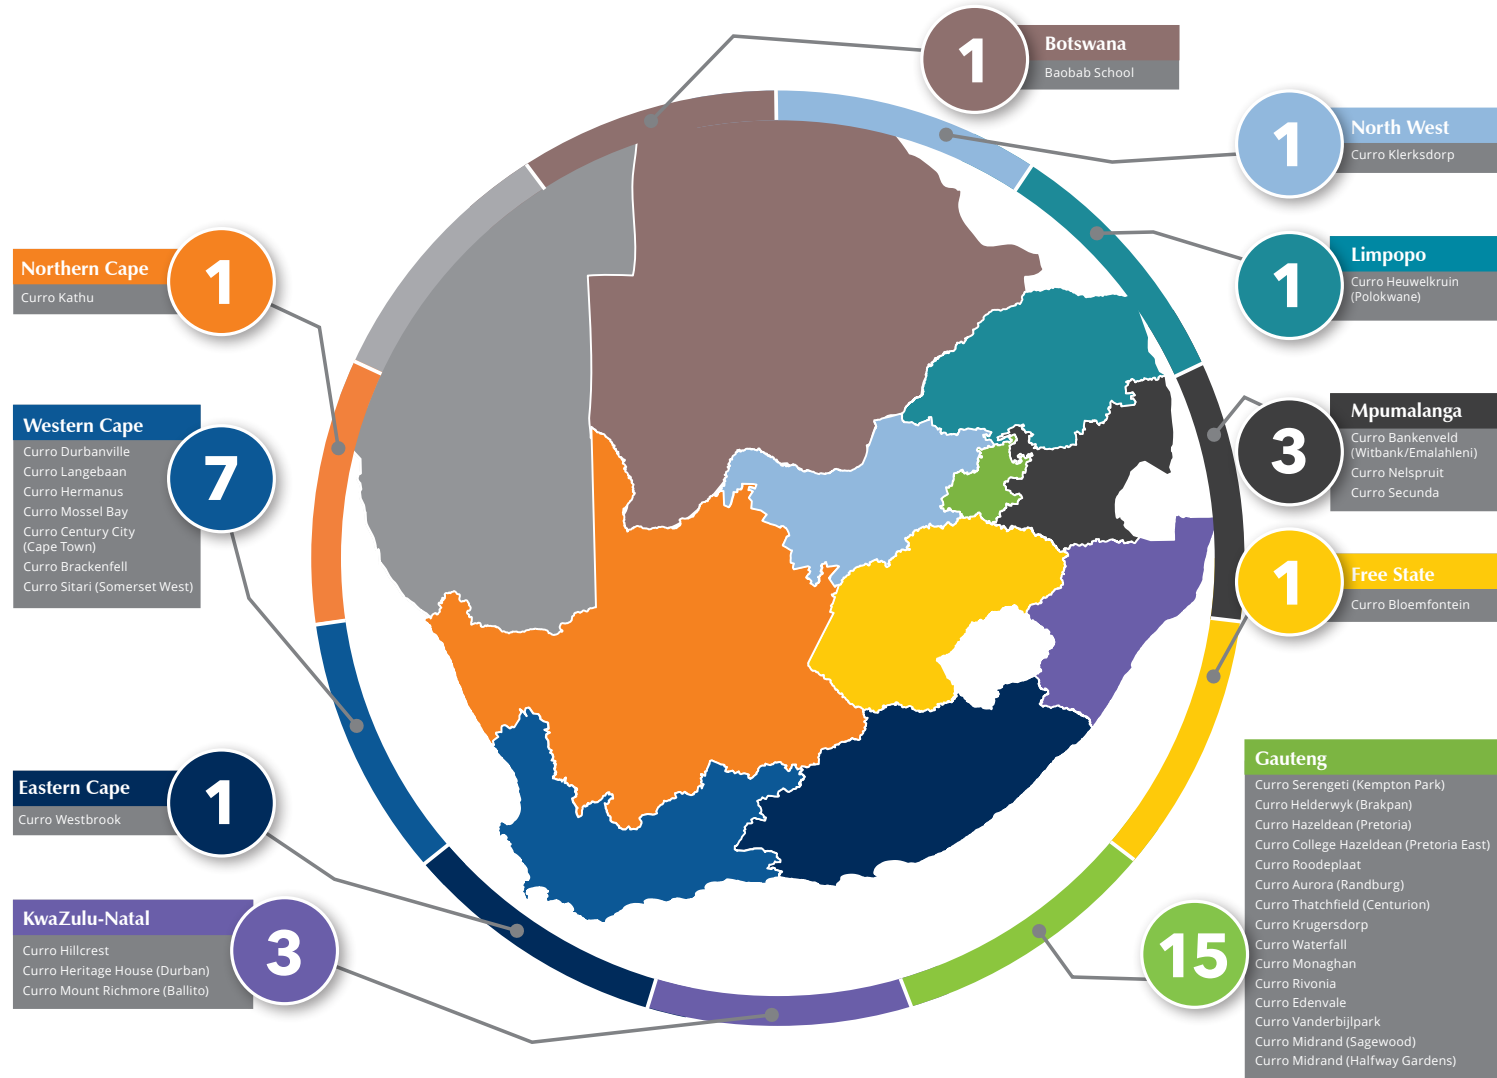 1
Botswana
Baobab School
1
North West
Curro Klerksdorp
1
Limpopo
Curro Heuwelkruin
(Polokwane)
3
Mpumalanga
Curro Bankenveld
(Witbank/Emalahleni)
Curro Nelspruit
Curro Secunda
1
Free State
Curro Bloemfontein
15
Gauteng
Curro Serengeti (Kempton Park)
Curro Helderwyk (Brakpan)
Curro Hazeldean (Pretoria)
Curro College Hazeldean (Pretoria East)
Curro Roodeplaat
Curro Aurora (Randburg)
Curro Thatchfield (Centurion)
Curro Krugersdorp
Curro Waterfall
Curro Monaghan
Curro Rivonia
Curro Edenvale
Curro Vanderbijlpark
Curro Midrand (Sagewood)
Curro Midrand (Halfway Gardens)
Northern Cape
1
Curro Kathu
Western Cape
7
Curro Durbanville
Curro Langebaan
Curro Hermanus
Curro Mossel Bay
Curro Century City
(Cape Town)
Curro Brackenfell
Curro Sitari (Somerset West)
Eastern Cape
1
Curro Westbrook
KwaZulu-Natal
3
Curro Hillcrest
Curro Heritage House (Durban)
Curro Mount Richmore (Ballito)